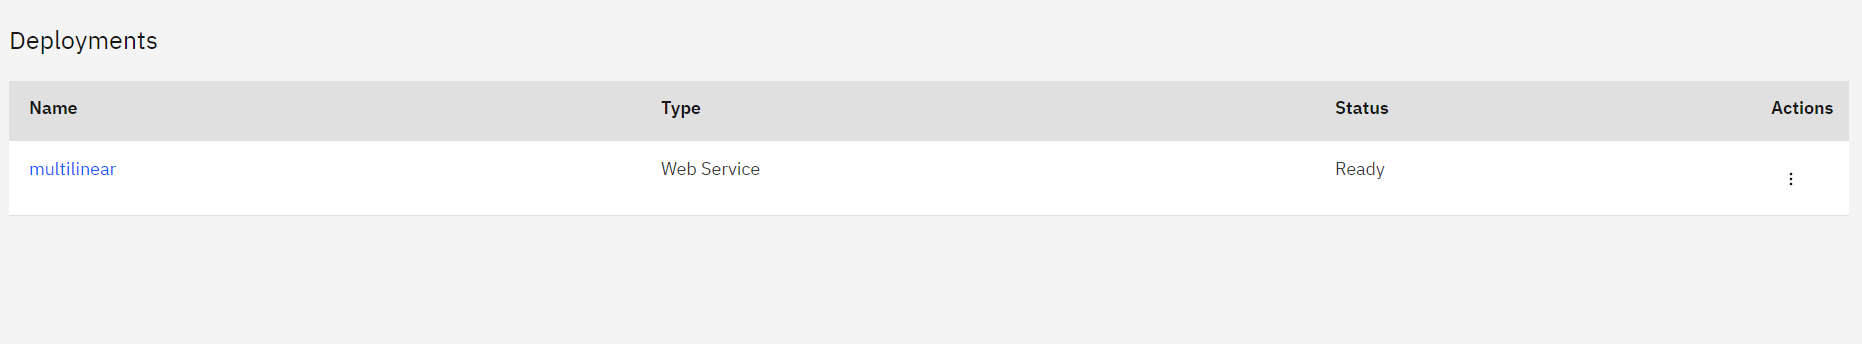 Deployments
Name Type Status Actions
multilinear Web Service Ready